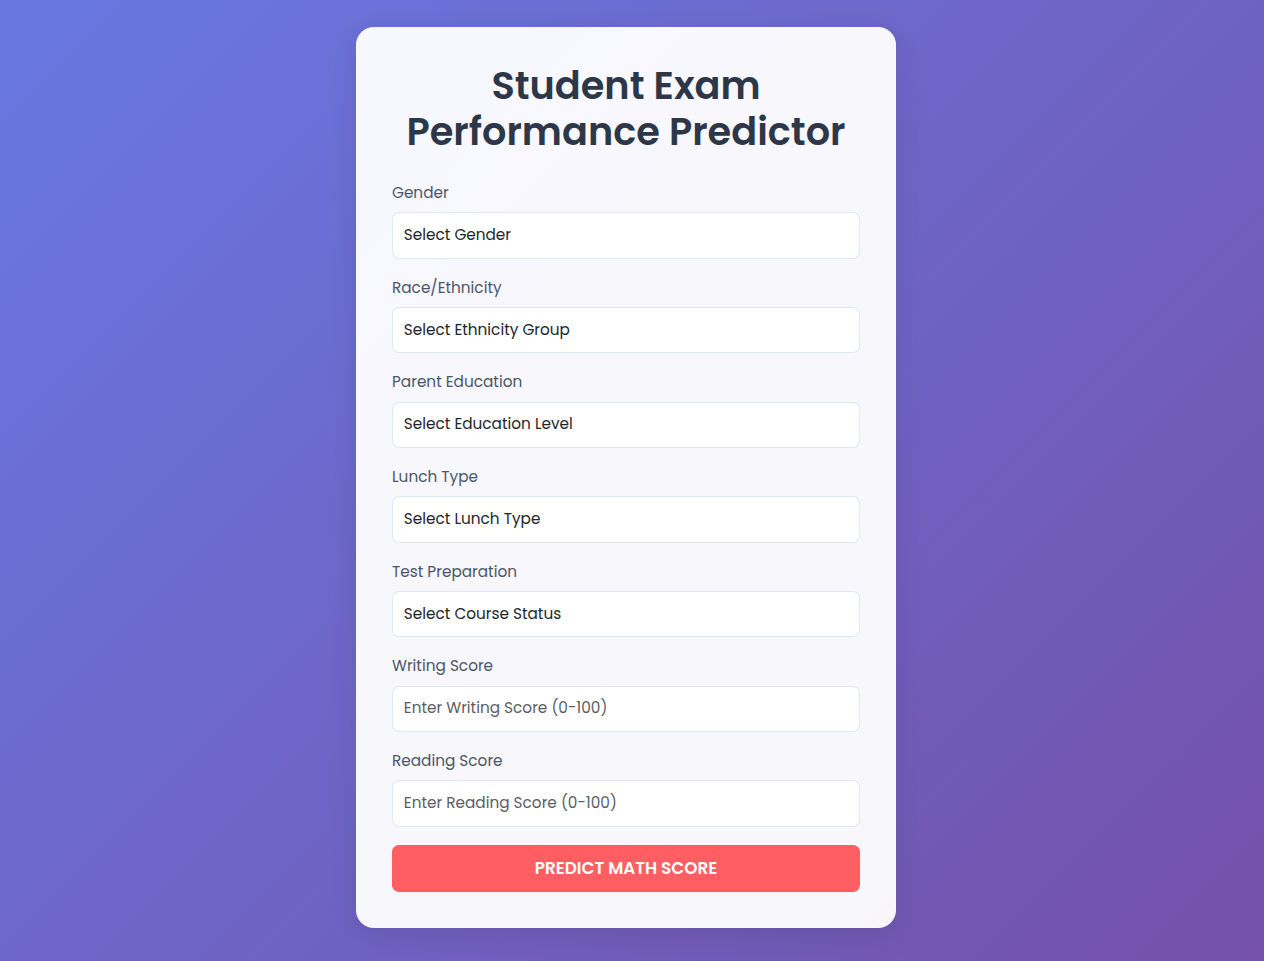 Student Exam
Performance Predictor
Gender
Select Gender
Race/Ethnicity
Select Ethnicity Group
Parent Education
Select Education Level
Lunch Type
Select Lunch Type
Test Preparation
Select Course Status
Writing Score
Enter Writing Score (0-100)
Reading Score
Enter Reading Score (0-100)
PREDICT MATH SCORE